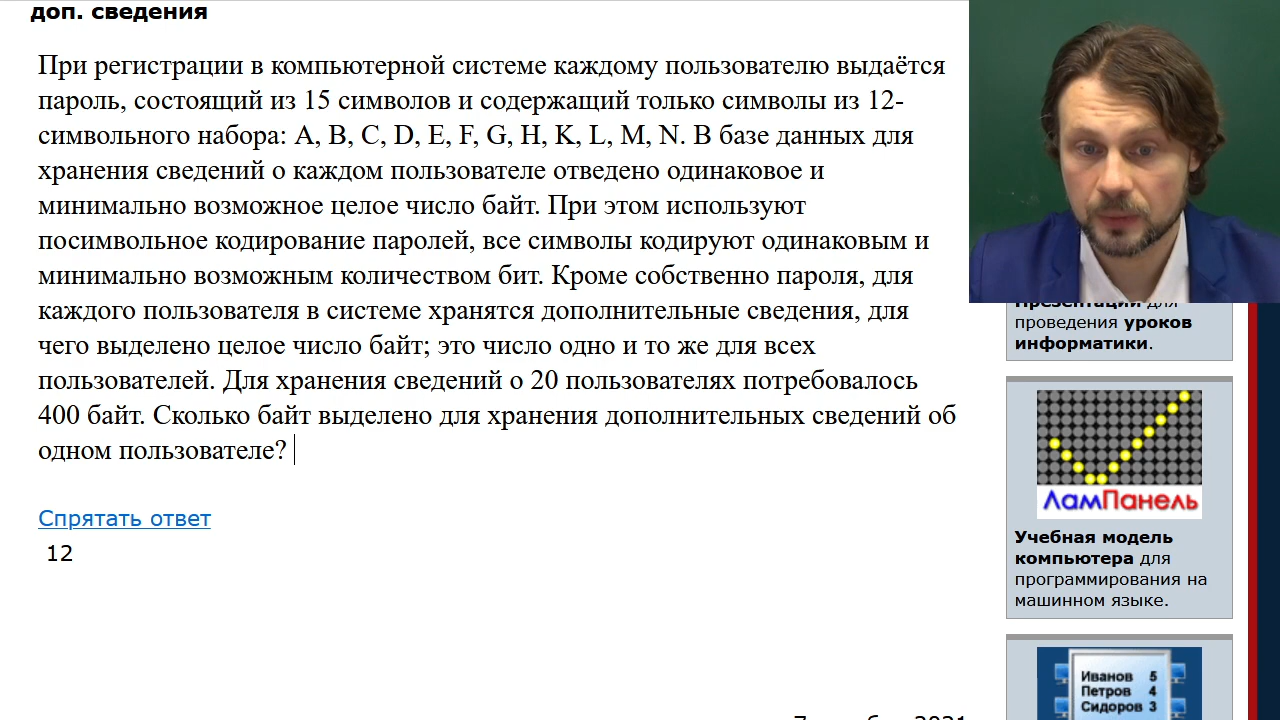 доп. сведения
При регистрации в компьютерной системе каждому пользователю выдаётся
пароль, состоящий из 15 символов и содержащий только символы из 12-
символьного набора: A, B, C, D, E, F, G, H, K, L, M, N. В базе данных для
хранения сведений о каждом пользователе отведено одинаковое и
минимально возможное целое число байт. При этом используют
посимвольное кодирование паролей, все символы кодируют одинаковым и
минимально возможным количеством бит. Кроме собственно пароля, для
каждого пользователя в системе хранятся дополнительные сведения, для
чего выделено целое число байт; это число одно и то же для всех
пользователей. Для хранения сведений о 20 пользователях потребовалось
400 байт. Сколько байт выделено для хранения дополнительных сведений об
одном пользователе?
Спрятать ответ
12
Презентации для
проведения уроков
информатики.
ЛамПанель
Учебная модель
компьютера для
программирования на
машинном языке.
Иванов 5
Петров 4
Сидоров 3